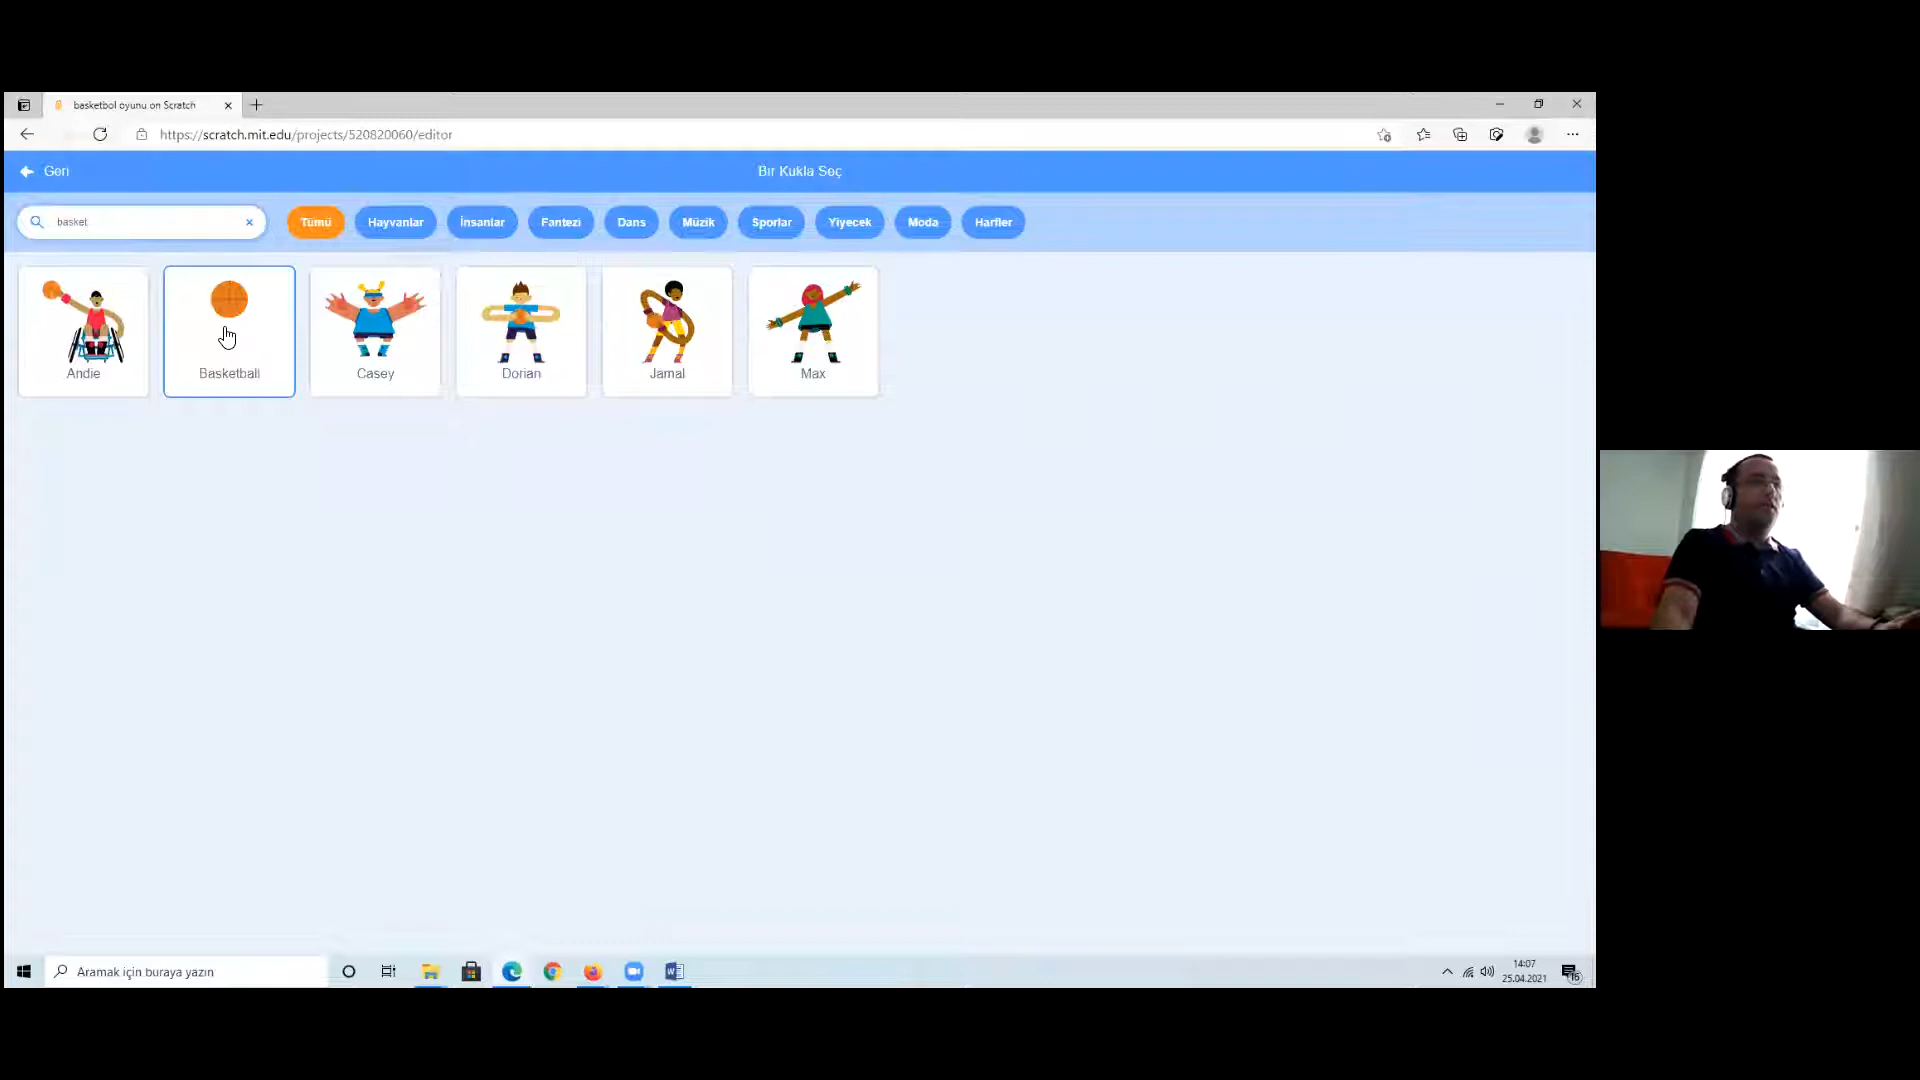 basketbol oyunu on Scratch
https://scratch.mit.edu/projects/520820060/editor
Geri
Bir Kukla Seç
basket
Tümü
Hayvanlar
İnsanlar
Fantezi
Dans
Müzik
Sporlar
Yiyecek
Moda
Harfler
Andie
Basketball
Casey
Dorian
Jamal
Max
Aramak için buraya yazın
14:07
25.04.2021
16